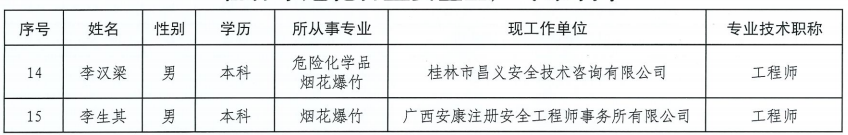 序号 姓名 性别 学历 所从事专业 现工作单位 专业技术职称
14 李汉梁 男 本科 危险化学品 烟花爆竹 桂林市昌义安全技术咨询有限公司 工程师
15 李生其 男 本科 烟花爆竹 广西安康注册安全工程师事务所有限公司 工程师